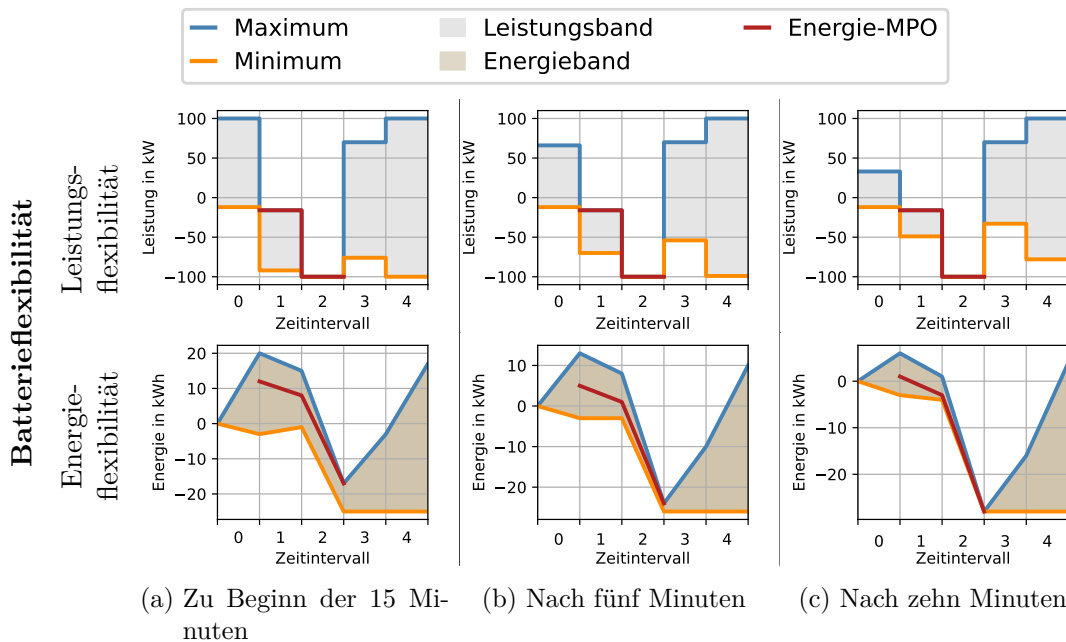 Maximum
Minimum
Leistungsband
Energieband
Energie-MPO
Batterieflexibilität
Leistungs-
flexibilität
Leistung in kW
100
50
0
−50
−100
0 1 2 3 4
Zeitintervall
Leistung in kW
100
50
0
−50
−100
0 1 2 3 4
Zeitintervall
Leistung in kW
100
50
0
−50
−100
0 1 2 3 4
Zeitintervall
Energie-
flexibilität
Energie in kWh
20
10
0
−10
−20
0 1 2 3 4
Zeitintervall
Energie in kWh
10
0
−10
−20
0 1 2 3 4
Zeitintervall
Energie in kWh
0
−10
−20
0 1 2 3 4
Zeitintervall
(a) Zu Beginn der 15 Mi-
nuten
(b) Nach fünf Minuten
(c) Nach zehn Minuten